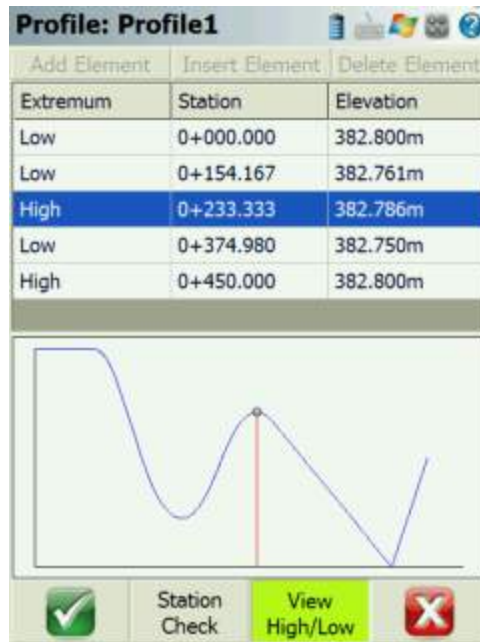 Profile: Profile1
Add Element Insert Element Delete Element
Extremum Station Elevation
Low 0+000.000 382.800m
Low 0+154.167 382.761m
High 0+233.333 382.786m
Low 0+374.980 382.750m
High 0+450.000 382.800m
Station Check
View High/Low